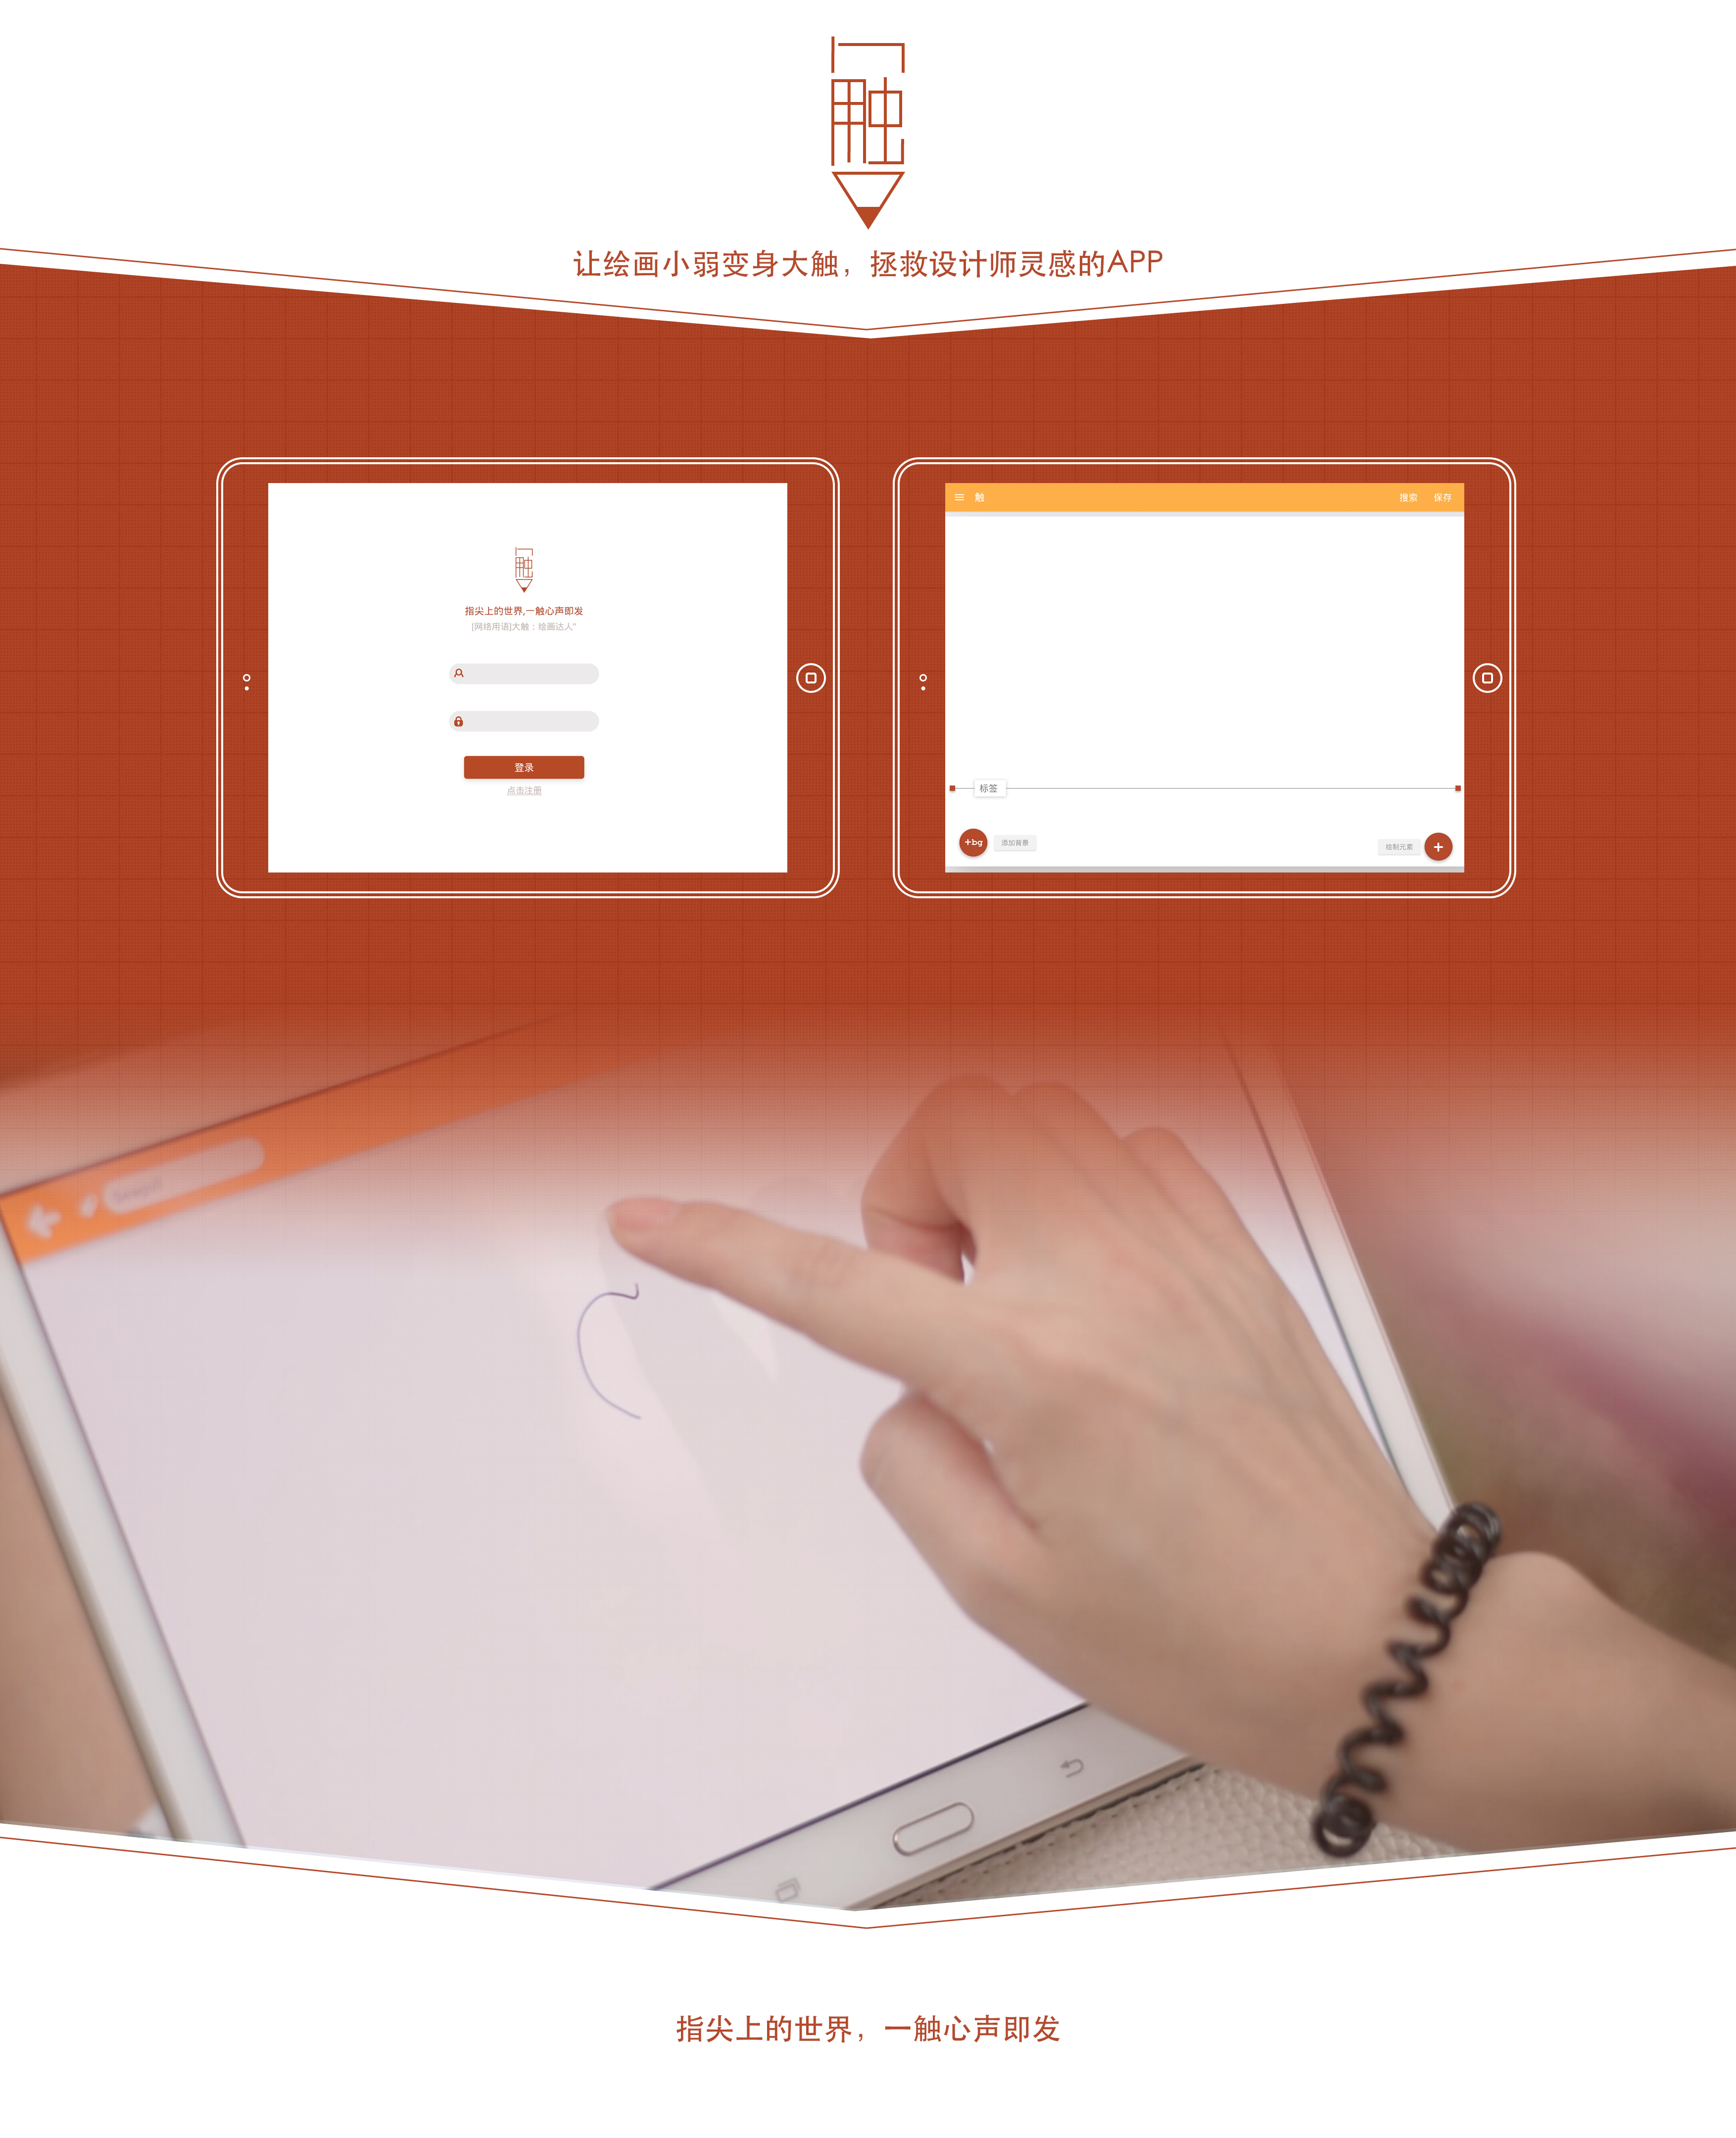 触
让绘画小弱变身大触，拯救设计师灵感的APP
触
指尖上的世界,一触心声即发
[网络用语]大触：绘画达人"
登录
点击注册
触
搜索
保存
标签
+bg
添加背景
绘制元素
+
指尖上的世界，一触心声即发